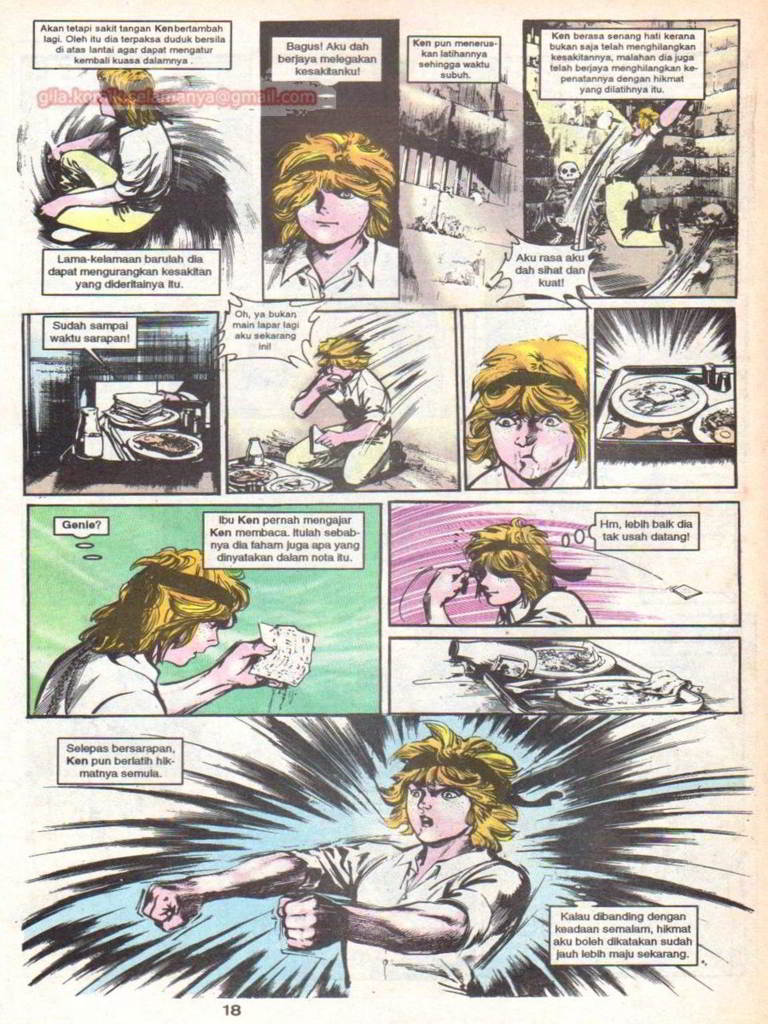 Akan tetapi sakit tangan Ken bertambah
lagi. Oleh itu dia terpaksa duduk bersila
di atas lantai agar dapat mengatur
kembali kuasa dalamnya .
gila.komik.selamanya@gmail.com
Lama-kelamaan barulah dia
dapat mengurangkan kesakitan
yang dideritainya itu.
Bagus! Aku dah
berjaya melegakan
kesakitanku!
Ken pun menerus-
kan latihannya
sehingga waktu
subuh.
Ken berasa senang hati kerana
bukan saja telah menghilangkan
kesakitannya, malahan dia juga
telah berjaya menghilangkan ke-
penatannya dengan hikmat
yang dilatihnya itu.
Aku rasa aku
dah sihat dan
kuat!
Sudah sampai
waktu sarapan!
Oh, ya bukan
main lapar lagi
aku sekarang
ini!
Genie?
Ibu Ken pernah mengajar
Ken membaca. Itulah sebab-
nya dia faham juga apa yang
dinyatakan dalam nota itu.
Hm, lebih baik dia
tak usah datang!
Selepas bersarapan,
Ken pun berlatih hik-
matnya semula.
Kalau dibanding dengan
keadaan semalam, hikmat
aku boleh dikatakan sudah
jauh lebih maju sekarang.
18